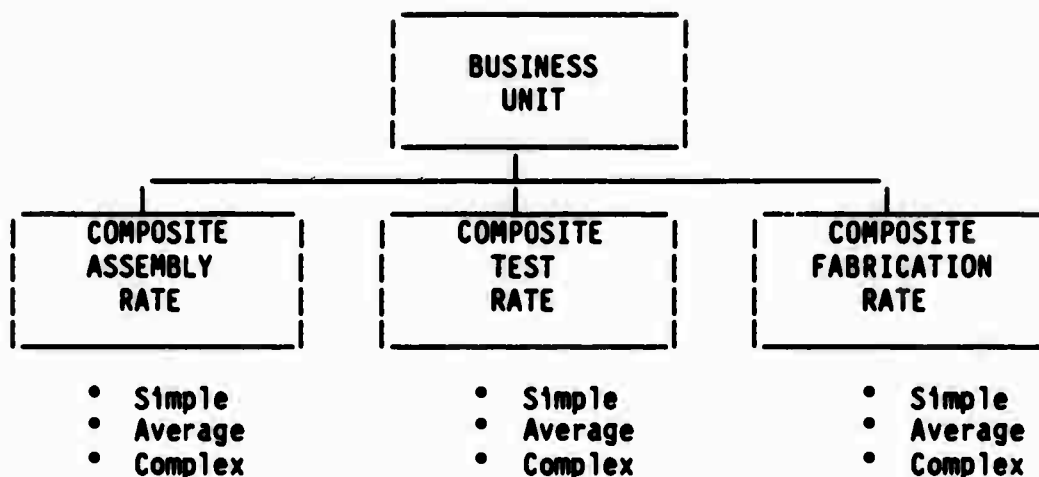 BUSINESS
UNIT
COMPOSITE
ASSEMBLY
RATE
COMPOSITE
TEST
RATE
COMPOSITE
FABRICATION
RATE
• Simple
• Average
• Complex
• Simple
• Average
• Complex
• Simple
• Average
• Complex